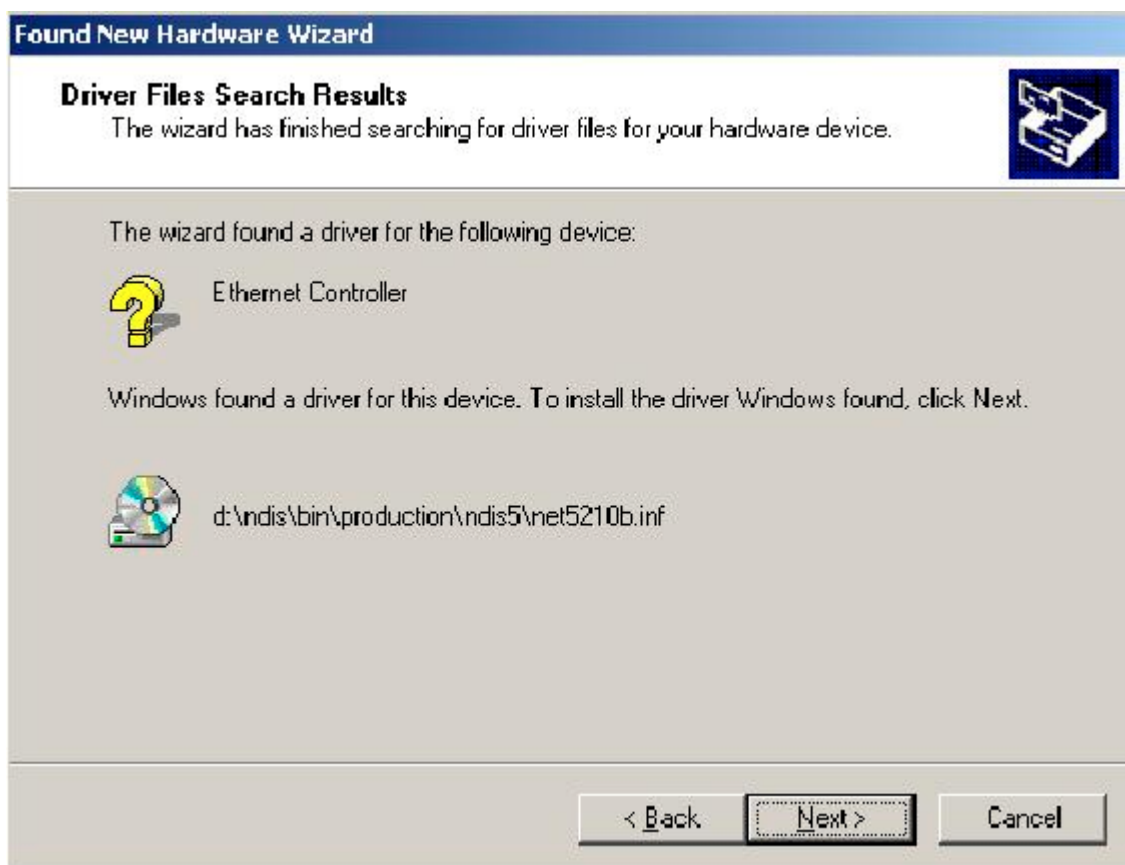 Found New Hardware Wizard
Driver Files Search Results
The wizard has finished searching for driver files for your hardware device.
The wizard found a driver for the following device:
Ethernet Controller
Windows found a driver for this device. To install the driver Windows found, click Next.
d:\ndis\bin\production\ndis5\net5210b.inf
< Back
Next >
Cancel